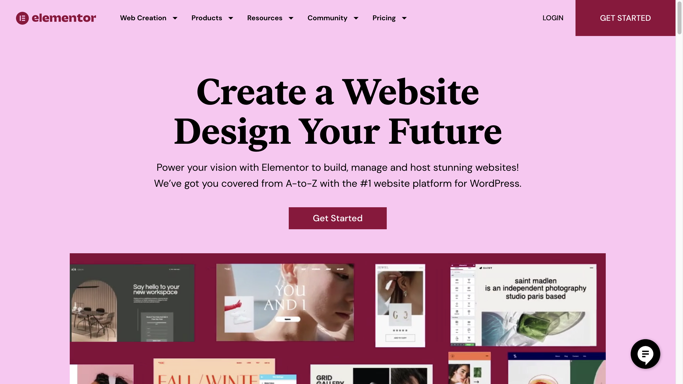 elementor
Web Creation
Products
Resources
Community
Pricing
LOGIN
GET STARTED
Create a Website
Design Your Future
Power your vision with Elementor to build, manage and host stunning websites!
We've got you covered from A-to-Z with the #1 website platform for WordPress.
Get Started
Say hello to your
new workspace
YOU
AND I
saint madlen
is an independent photography
studio paris based
FALL/WINTE
GRID
GALLERY